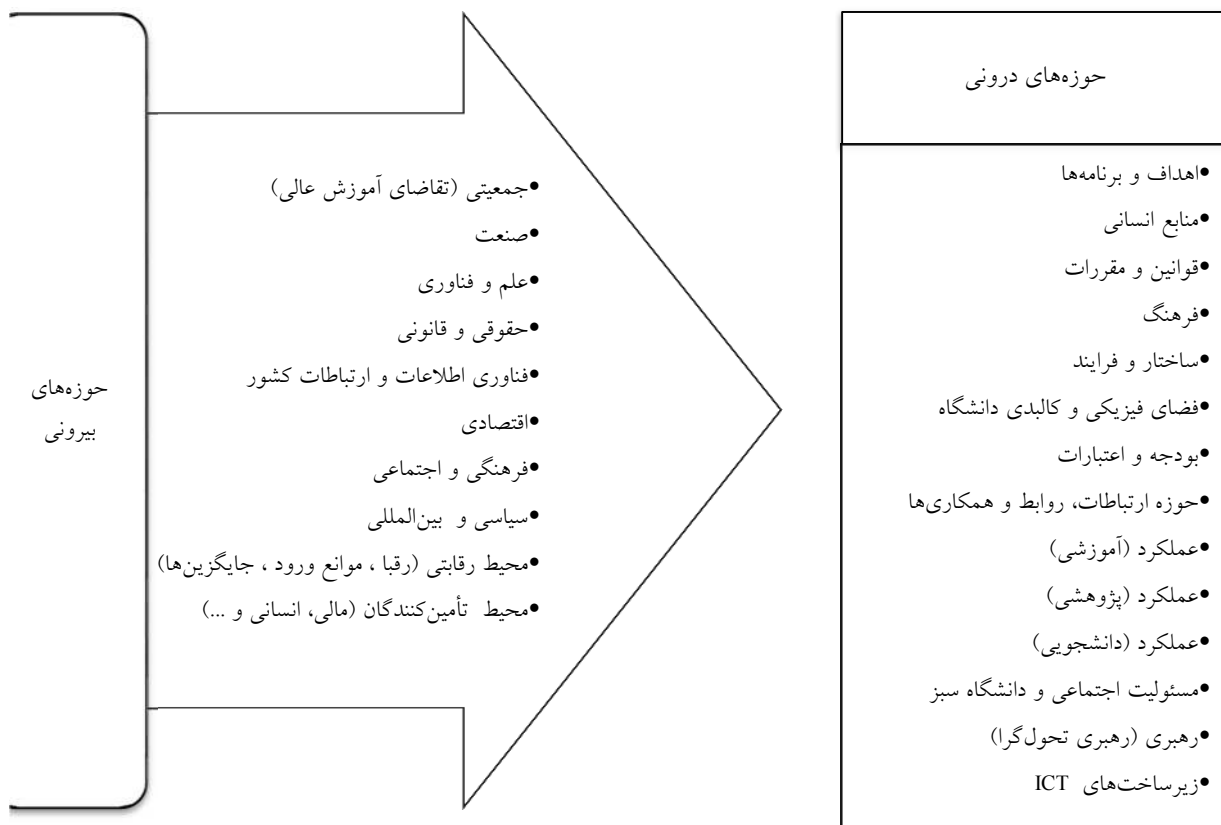 حوزه‌های درونی
•اهداف و برنامه‌ها
•منابع انسانی
•قوانین و مقررات
•فرهنگ
•ساختار و فرایند
•فضای فیزیکی و کالبدی دانشگاه
•بودجه و اعتبارات
•حوزه ارتباطات، روابط و همکاری‌ها
•عملکرد (آموزشی)
•عملکرد (پژوهشی)
•عملکرد (دانشجویی)
•مسئولیت اجتماعی و دانشگاه سبز
•رهبری (رهبری تحول‌گرا)
•زیرساخت‌های ICT
•جمعیتی (تقاضای آموزش عالی)
•صنعت
•علم و فناوری
•حقوقی و قانونی
•فناوری اطلاعات و ارتباطات کشور
•اقتصادی
•فرهنگی و اجتماعی
•سیاسی و بین‌المللی
•محیط رقابتی (رقبا ، موانع ورود ، جایگزین‌ها)
•محیط تأمین‌کنندگان (مالی، انسانی و ...)
حوزه‌های
بیرونی